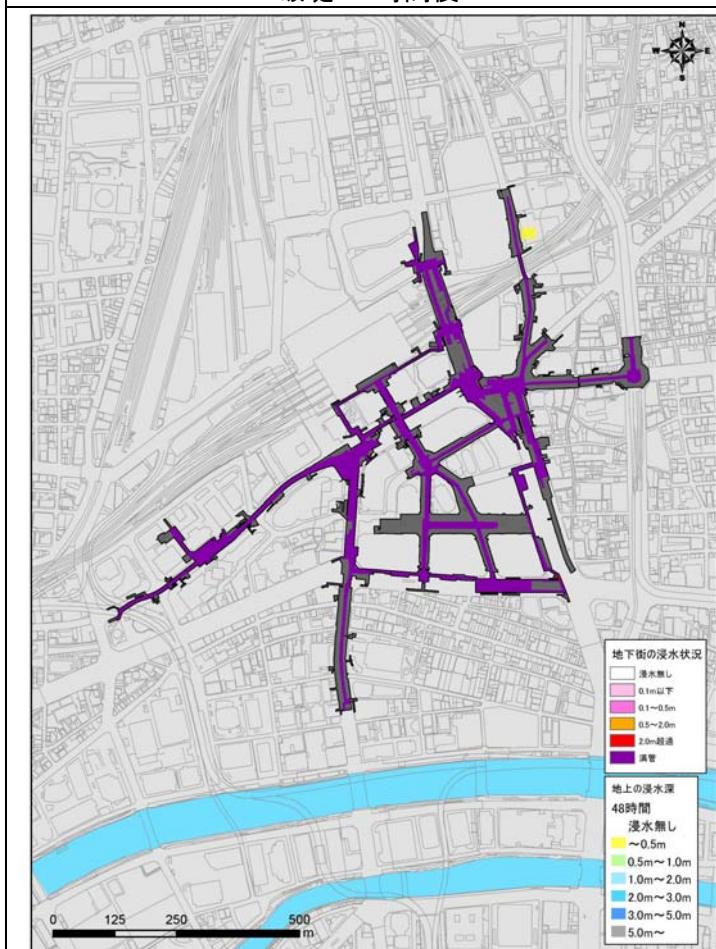 N
W E
S
地下街の浸水状況
浸水無し
0.1m以下
0.1~0.5m
0.5~2.0m
2.0m超過
満管
地上の浸水深
48時間
浸水無し
~0.5m
0.5m~1.0m
1.0m~2.0m
2.0m~3.0m
3.0m~5.0m
5.0m~
0 125 250 500
m